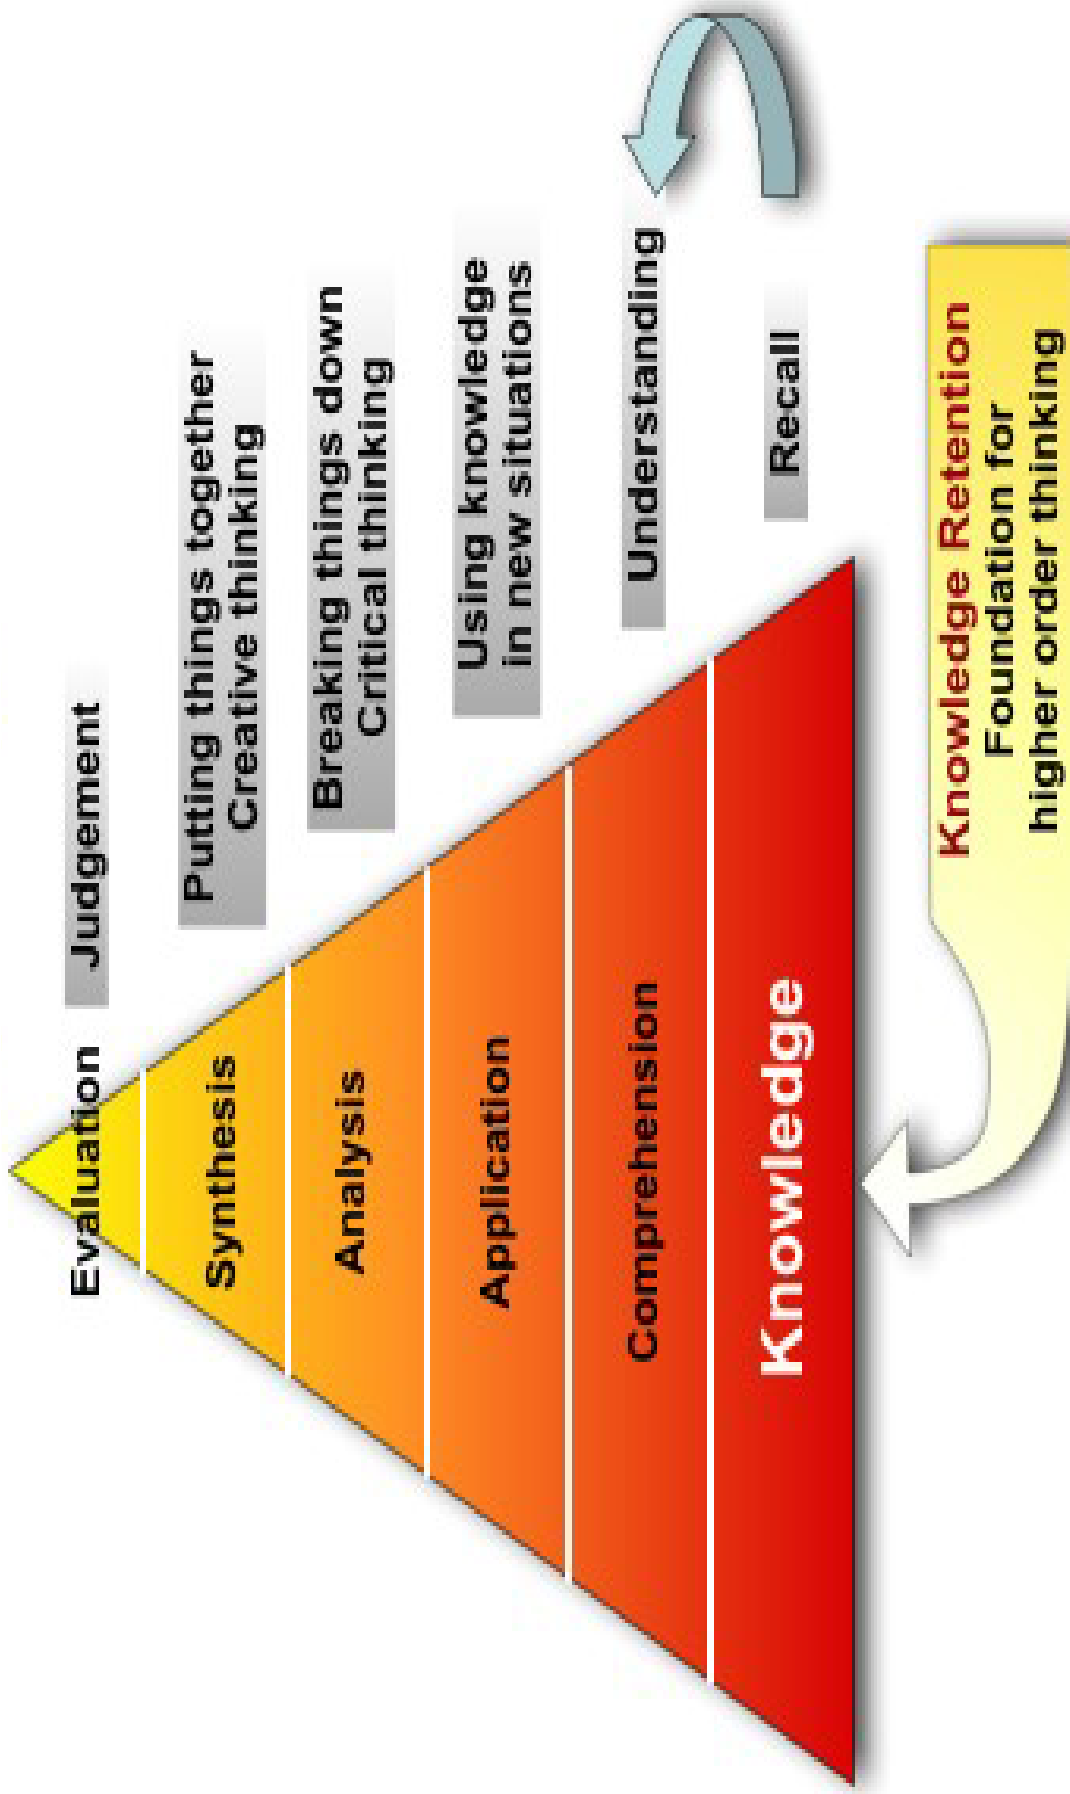 Evaluation
Judgement
Synthesis
Putting things together
Creative thinking
Analysis
Breaking things down
Critical thinking
Application
Using knowledge
in new situations
Comprehension
Understanding
Knowledge
Recall
Knowledge Retention
Foundation for
higher order thinking